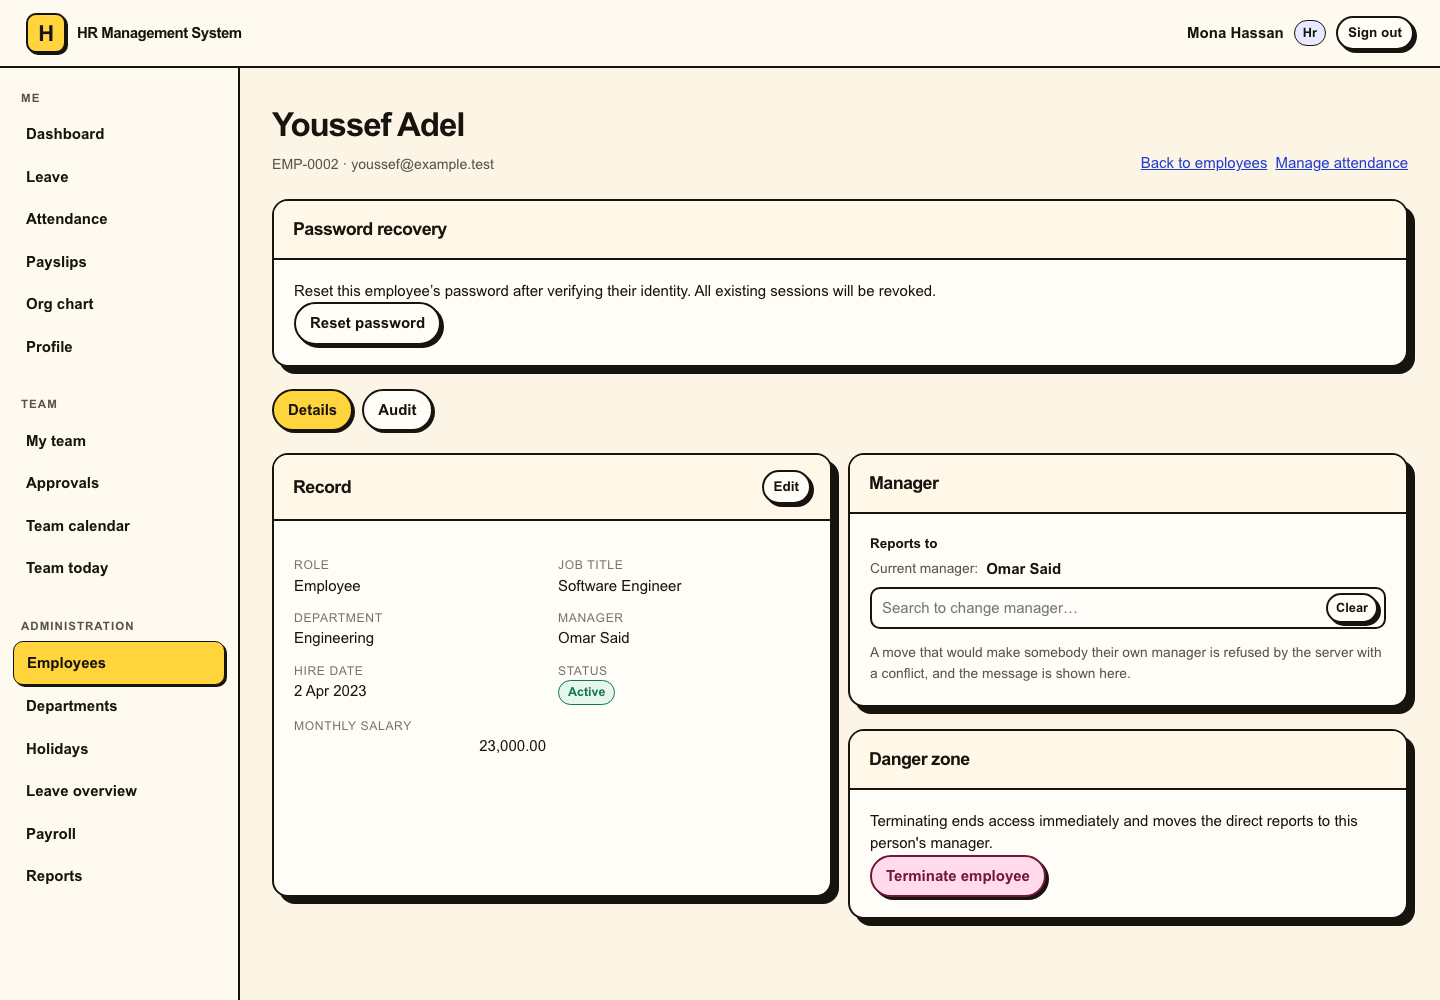 H HR Management System
Mona Hassan Hr Sign out
ME
Dashboard
Leave
Attendance
Payslips
Org chart
Profile
TEAM
My team
Approvals
Team calendar
Team today
ADMINISTRATION
Employees
Departments
Holidays
Leave overview
Payroll
Reports
Youssef Adel
EMP-0002 · youssef@example.test
Back to employees Manage attendance
Password recovery
Reset this employee’s password after verifying their identity. All existing sessions will be revoked.
Reset password
Details Audit
Record Edit
ROLE
Employee
JOB TITLE
Software Engineer
DEPARTMENT
Engineering
MANAGER
Omar Said
HIRE DATE
2 Apr 2023
STATUS
Active
MONTHLY SALARY
23,000.00
Manager
Reports to
Current manager: Omar Said
Search to change manager… Clear
A move that would make somebody their own manager is refused by the server with
a conflict, and the message is shown here.
Danger zone
Terminating ends access immediately and moves the direct reports to this
person's manager.
Terminate employee